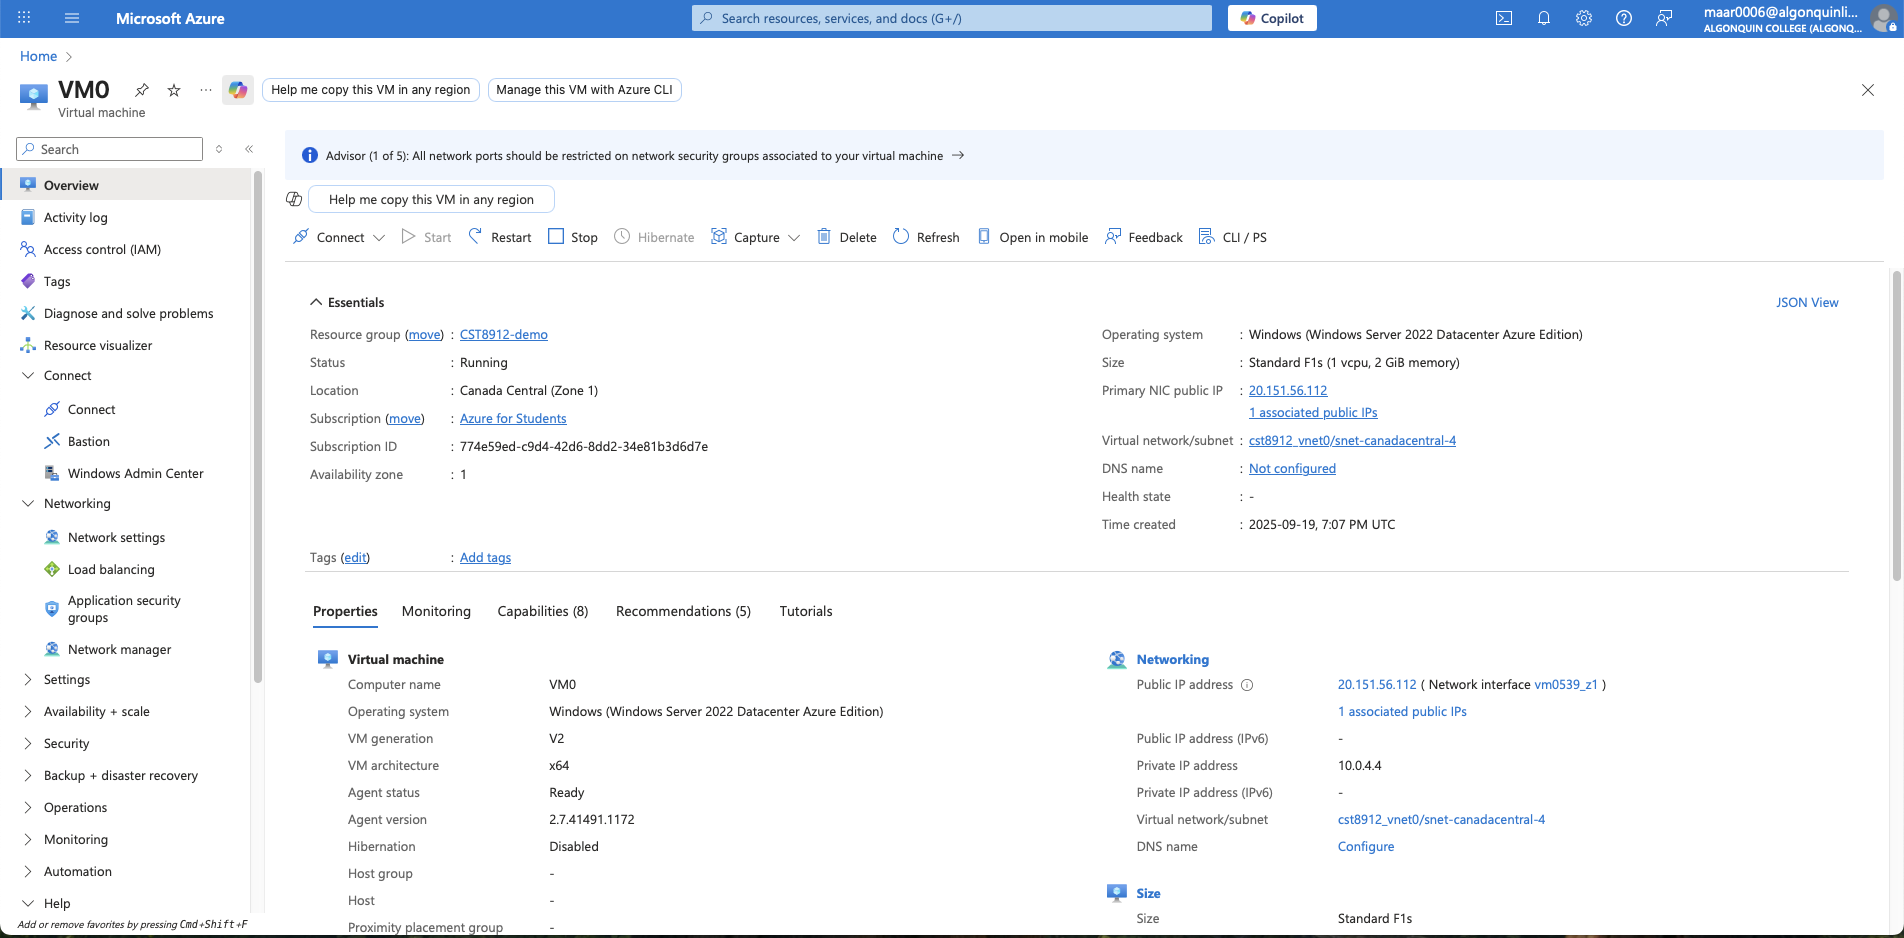 Microsoft Azure
Search resources, services, and docs (G+/)
Copilot
maar0006@algonquinli...
ALGONQUIN COLLEGE (ALGONQ...
Home
VM0
Virtual machine
Help me copy this VM in any region
Manage this VM with Azure CLI
Search
Overview
Activity log
Access control (IAM)
Tags
Diagnose and solve problems
Resource visualizer
Connect
Connect
Bastion
Windows Admin Center
Networking
Network settings
Load balancing
Application security
groups
Network manager
Settings
Availability + scale
Security
Backup + disaster recovery
Operations
Monitoring
Automation
Help
Add or remove favorites by pressing Cmd+Shift+F
Advisor (1 of 5): All network ports should be restricted on network security groups associated to your virtual machine
Help me copy this VM in any region
Connect Start Restart Stop Hibernate Capture Delete Refresh Open in mobile Feedback CLI / PS
Essentials
JSON View
Resource group (move) : CST8912-demo
Status : Running
Location : Canada Central (Zone 1)
Subscription (move) : Azure for Students
Subscription ID : 774e59ed-c9d4-42d6-8dd2-34e81b3d6d7e
Availability zone : 1
Operating system : Windows (Windows Server 2022 Datacenter Azure Edition)
Size : Standard F1s (1 vcpu, 2 GiB memory)
Primary NIC public IP : 20.151.56.112
1 associated public IPs
Virtual network/subnet : cst8912_vnet0/snet-canadacentral-4
DNS name : Not configured
Health state : -
Time created : 2025-09-19, 7:07 PM UTC
Tags (edit) : Add tags
Properties Monitoring Capabilities (8) Recommendations (5) Tutorials
Virtual machine
Computer name VM0
Operating system Windows (Windows Server 2022 Datacenter Azure Edition)
VM generation V2
VM architecture x64
Agent status Ready
Agent version 2.7.41491.1172
Hibernation Disabled
Host group -
Host -
Proximity placement group -
Networking
Public IP address 20.151.56.112 ( Network interface vm0539_z1 )
1 associated public IPs
Public IP address (IPv6) -
Private IP address 10.0.4.4
Private IP address (IPv6) -
Virtual network/subnet cst8912_vnet0/snet-canadacentral-4
DNS name Configure
Size
Size Standard F1s